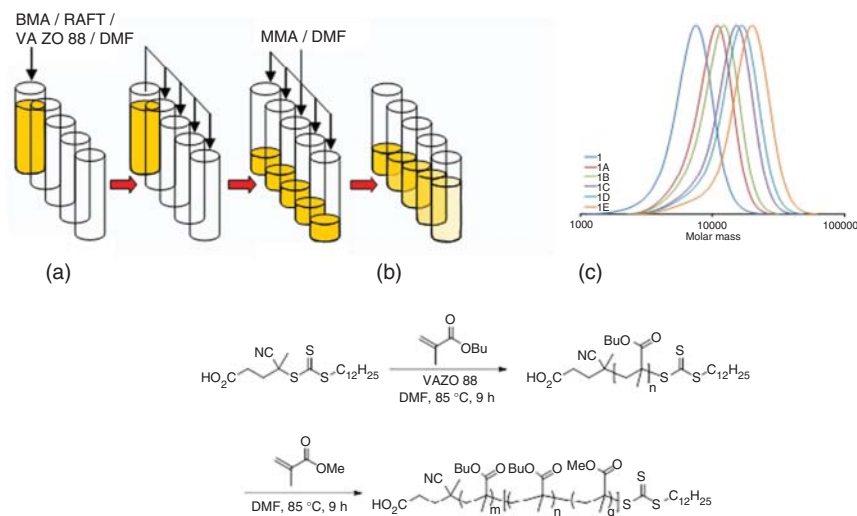 BMA / RAFT /
VA ZO 88 / DMF
MMA / DMF
1
1A
1B
1C
1D
1E
1000
10000
100000
Molar mass
(a)
(b)
(c)
HO₂C
NC
S
S
S
C₁₂H₂₅
O
OBu
VAZO 88
DMF, 85 °C, 9 h
HO₂C
NC
BuO
O
n
S
S
S
C₁₂H₂₅
O
OMe
DMF, 85 °C, 9 h
HO₂C
NC
BuO
O
m
BuO
O
n
MeO
O
q
S
S
S
C₁₂H₂₅